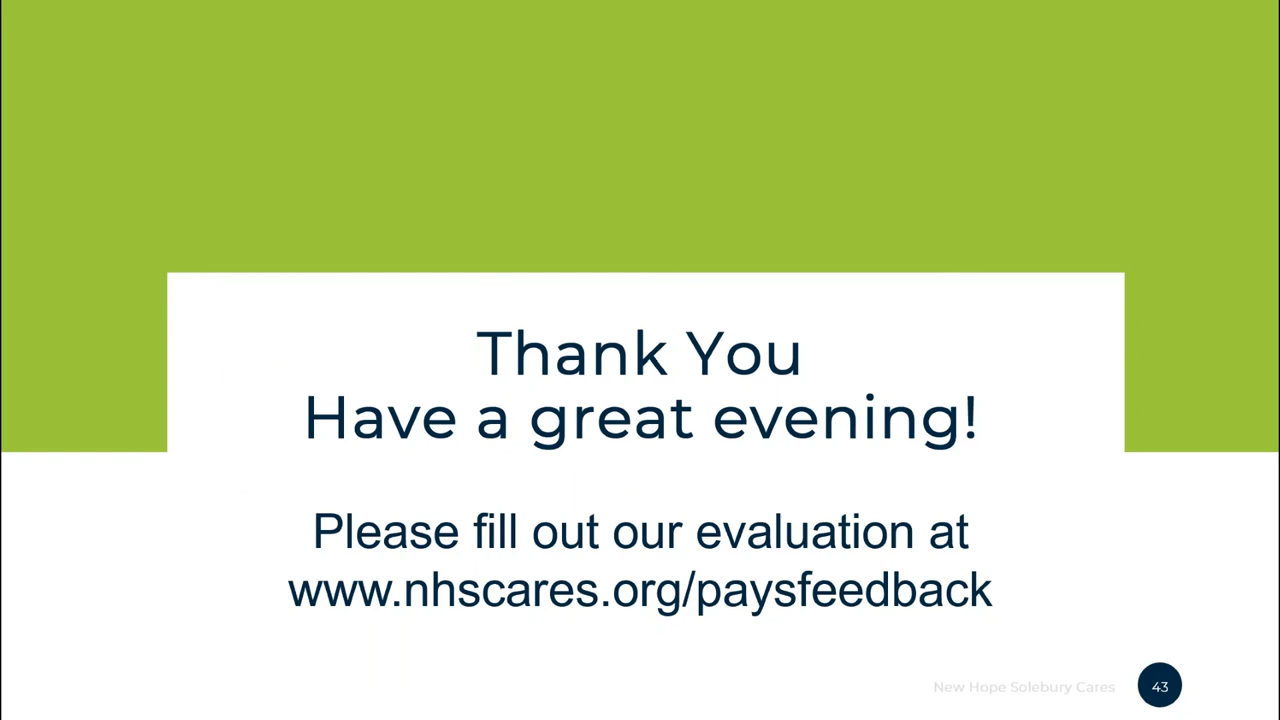 Thank You
Have a great evening!
Please fill out our evaluation at
www.nhscares.org/paysfeedback
New Hope Solebury Cares
43